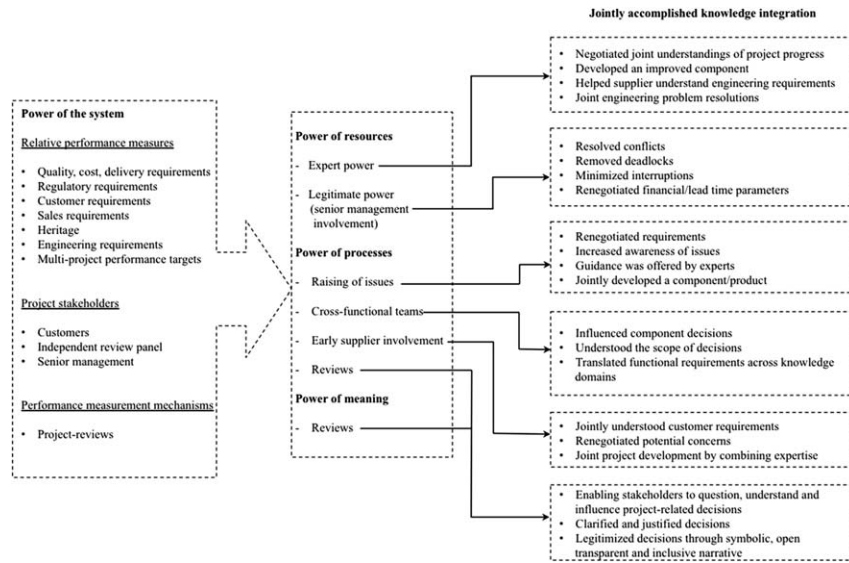 Jointly accomplished knowledge integration
Power of the system
Relative performance measures
• Quality, cost, delivery requirements
• Regulatory requirements
• Customer requirements
• Sales requirements
• Heritage
• Engineering requirements
• Multi-project performance targets
Project stakeholders
• Customers
• Independent review panel
• Senior management
Performance measurement mechanisms
• Project-reviews
Power of resources
- Expert power
- Legitimate power
(senior management
involvement)
Power of processes
- Raising of issues
- Cross-functional teams
- Early supplier involvement
- Reviews
Power of meaning
- Reviews
• Negotiated joint understandings of project progress
• Developed an improved component
• Helped supplier understand engineering requirements
• Joint engineering problem resolutions
• Resolved conflicts
• Removed deadlocks
• Minimized interruptions
• Renegotiated financial/lead time parameters
• Renegotiated requirements
• Increased awareness of issues
• Guidance was offered by experts
• Jointly developed a component/product
• Influenced component decisions
• Understood the scope of decisions
• Translated functional requirements across knowledge
domains
• Jointly understood customer requirements
• Renegotiated potential concerns
• Joint project development by combining expertise
• Enabling stakeholders to question, understand and
influence project-related decisions
• Clarified and justified decisions
• Legitimized decisions through symbolic, open
transparent and inclusive narrative